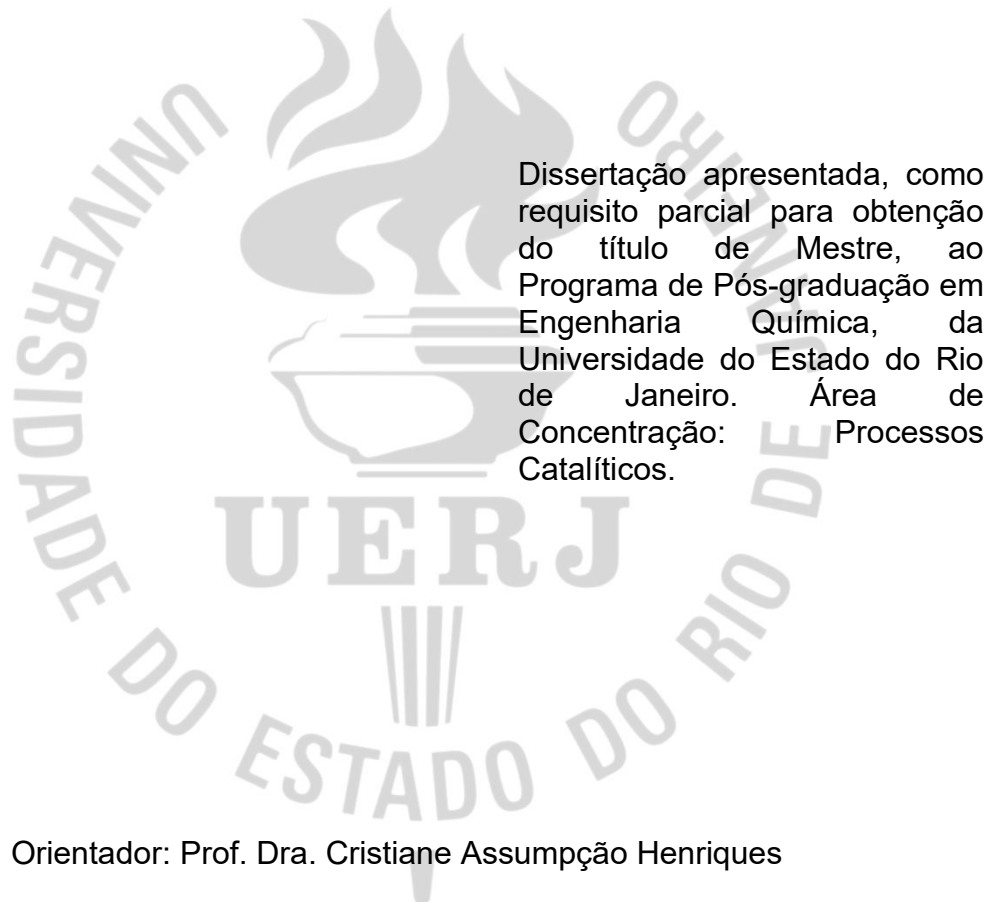 UNIVERSIDADE DO ESTADO DO RIO DE JANEIRO
Dissertação apresentada, como
requisito parcial para obtenção
do título de Mestre, ao
Programa de Pós-graduação em
Engenharia Química, da
Universidade do Estado do Rio
de Janeiro. Área de
Concentração: Processos
Catalíticos.
UERJ
Orientador: Prof. Dra. Cristiane Assumpção Henriques